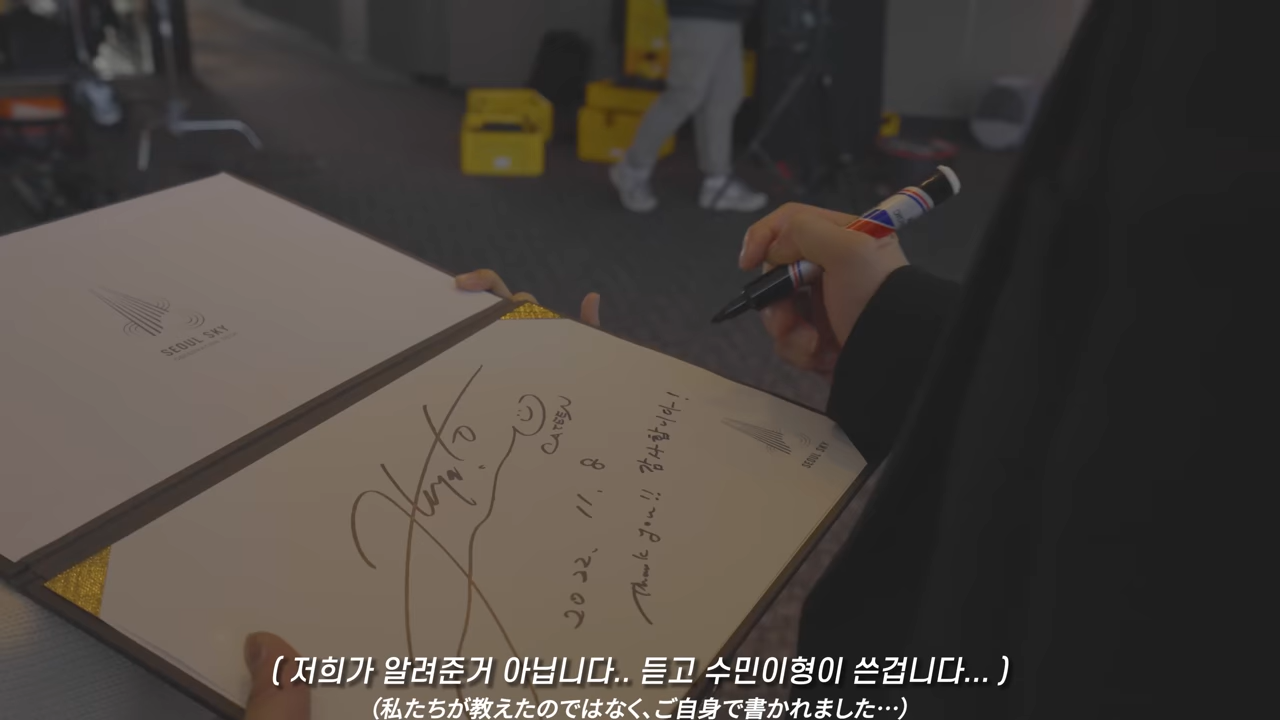 SEOUL SKY
Hayato
CATEEN
2022. 11. 8
Thank you!! 감사합니다!
SEOUL SKY
( 저희가 알려준거 아닙니다.. 듣고 수민이형이 쓴겁니다... )
(私たちが教えたのではなく、ご自身で書かれました…)